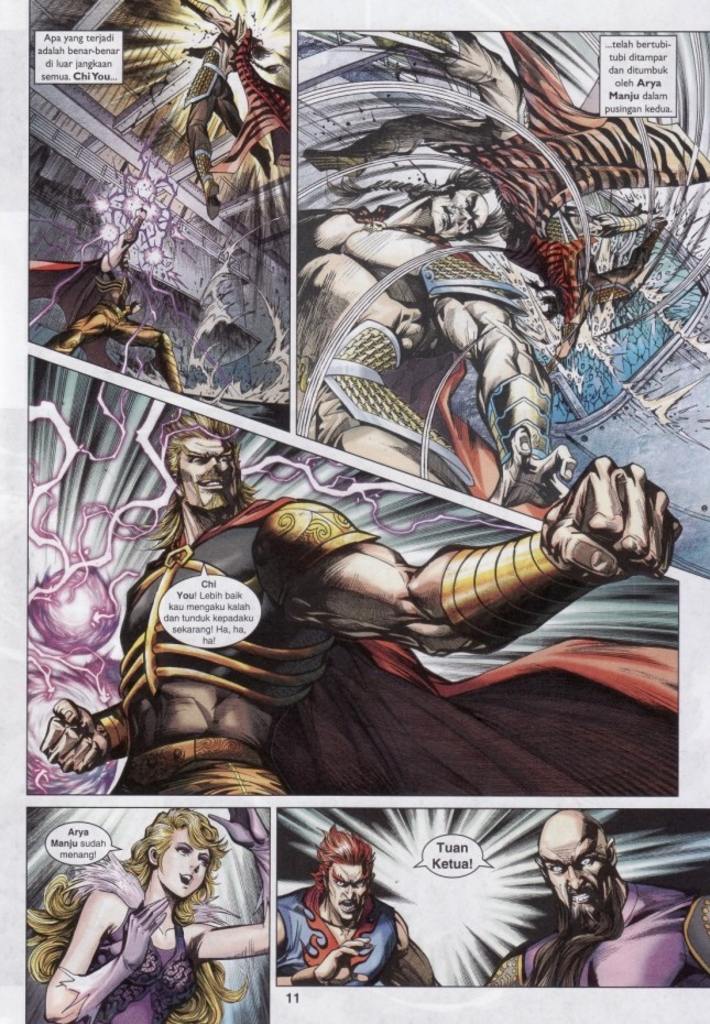 Apa yang terjadi
adalah benar-benar
di luar jangkaan
semua. Chi You...
...telah bertubi-
tubi ditampar
dan ditumbuk
oleh Arya
Manju dalam
pusingan kedua.
Chi
You! Lebih baik
kau mengaku kalah
dan tunduk kepadaku
sekarang! Ha, ha,
ha!
Arya
Manju sudah
menang!
Tuan
Ketua!
11